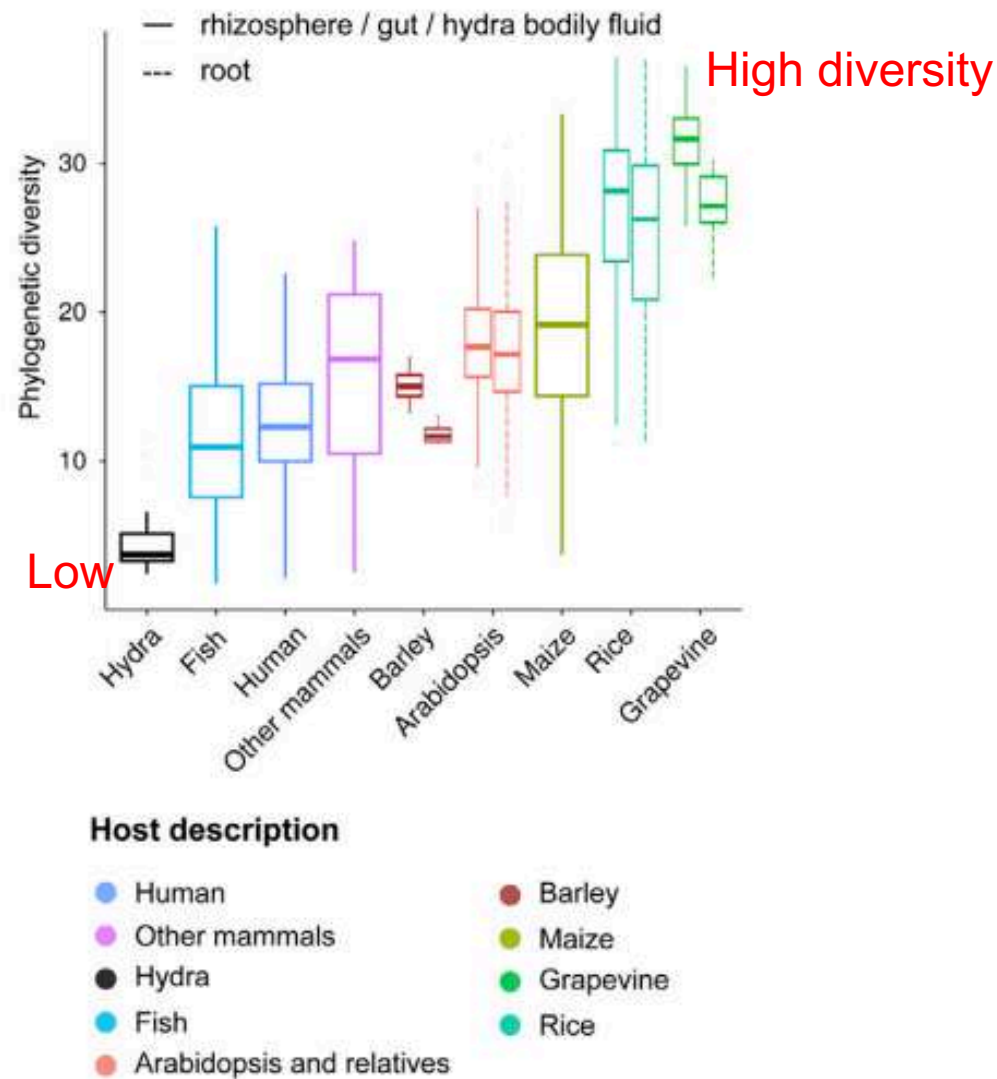 rhizosphere / gut / hydra bodily fluid
root
High diversity
Phylogenetic diversity
30
20
10
Low
Hydra
Fish
Human
Other mammals
Barley
Arabidopsis
Maize
Rice
Grapevine
Host description
Human
Other mammals
Hydra
Fish
Arabidopsis and relatives
Barley
Maize
Grapevine
Rice